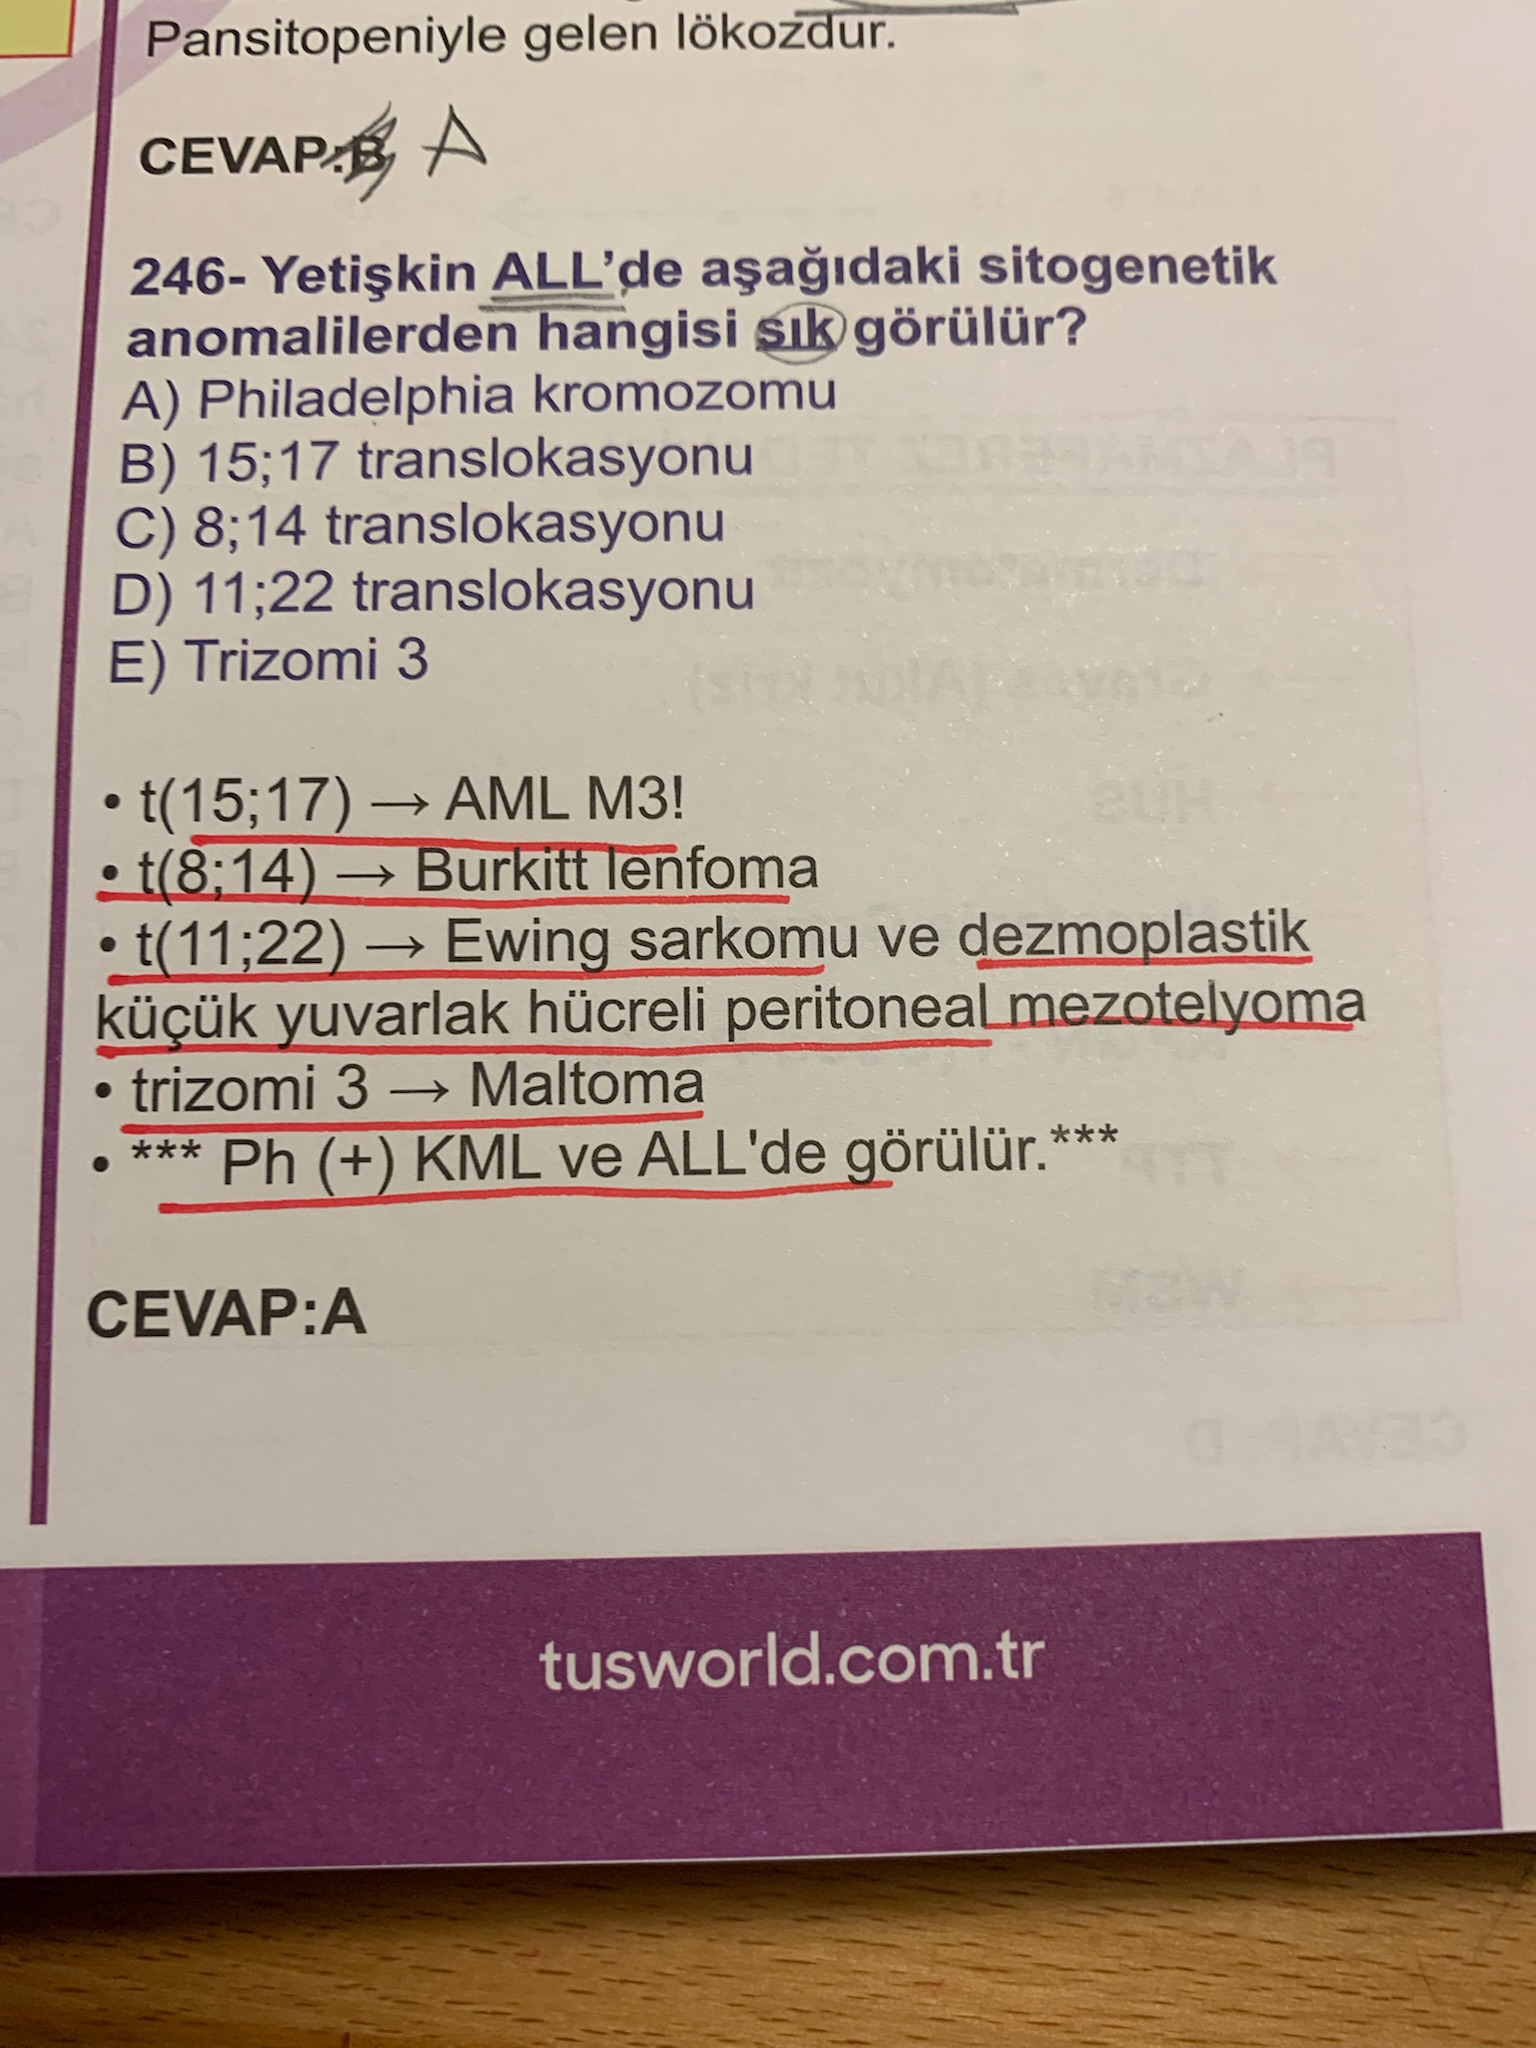 Pansitopeniyle gelen lökozdur.
CEVAP:B A
246- Yetişkin ALL’de aşağıdaki sitogenetik
anomalilerden hangisi sık görülür?
A) Philadelphia kromozomu
B) 15;17 translokasyonu
C) 8;14 translokasyonu
D) 11;22 translokasyonu
E) Trizomi 3
• t(15;17) → AML M3!
• t(8;14) → Burkitt lenfoma
• t(11;22) → Ewing sarkomu ve dezmoplastik
küçük yuvarlak hücreli peritoneal mezotelyoma
• trizomi 3 → Maltoma
• *** Ph (+) KML ve ALL'de görülür.***
CEVAP:A
tusworld.com.tr